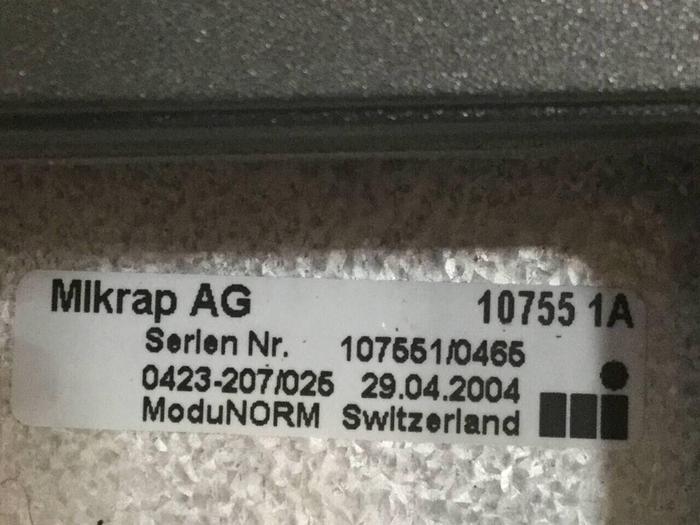 Mikrap AG 10755 1A
Serien Nr. 107551/0465
0423-207/025 29.04.2004
ModuNORM Switzerland